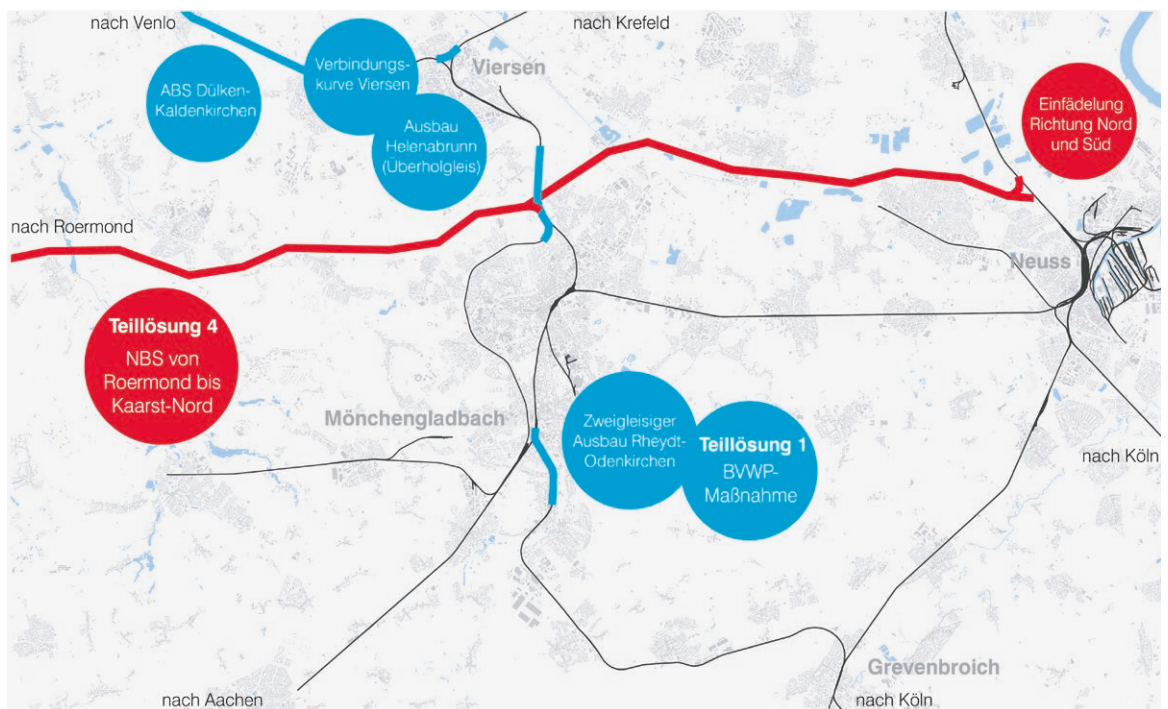 nach Venlo
nach Krefeld
Viersen
ABS Dülken-
Kaldenkirchen
Verbindungs-
kurve Viersen
Ausbau
Helenabrunn
(Überholgleis)
Einfädelung
Richtung Nord
und Süd
nach Roermond
Neuss
Teillösung 4
NBS von
Roermond bis
Kaarst-Nord
Mönchengladbach
Zweigleisiger
Ausbau Rheydt-
Odenkirchen
Teillösung 1
BVWP-
Maßnahme
nach Köln
Grevenbroich
nach Aachen
nach Köln